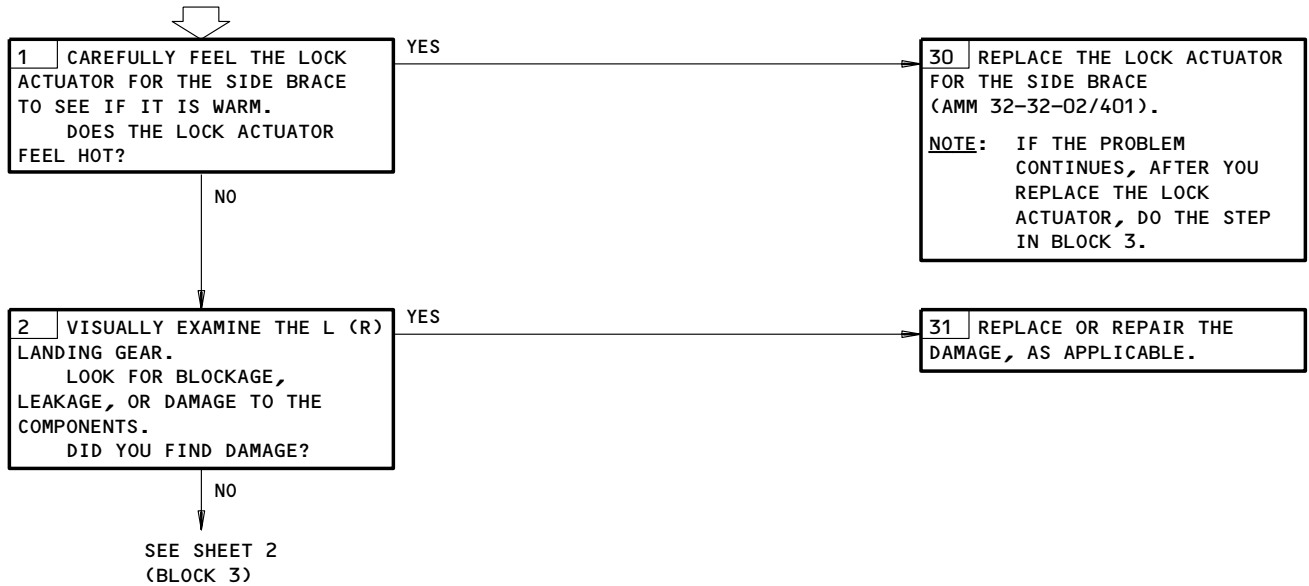 1 CAREFULLY FEEL THE LOCK
ACTUATOR FOR THE SIDE BRACE
TO SEE IF IT IS WARM.
DOES THE LOCK ACTUATOR
FEEL HOT?
YES
30 REPLACE THE LOCK ACTUATOR
FOR THE SIDE BRACE
(AMM 32-32-02/401).
NOTE: IF THE PROBLEM
CONTINUES, AFTER YOU
REPLACE THE LOCK
ACTUATOR, DO THE STEP
IN BLOCK 3.
NO
2 VISUALLY EXAMINE THE L (R)
LANDING GEAR.
LOOK FOR BLOCKAGE,
LEAKAGE, OR DAMAGE TO THE
COMPONENTS.
DID YOU FIND DAMAGE?
YES
31 REPLACE OR REPAIR THE
DAMAGE, AS APPLICABLE.
NO
SEE SHEET 2
(BLOCK 3)